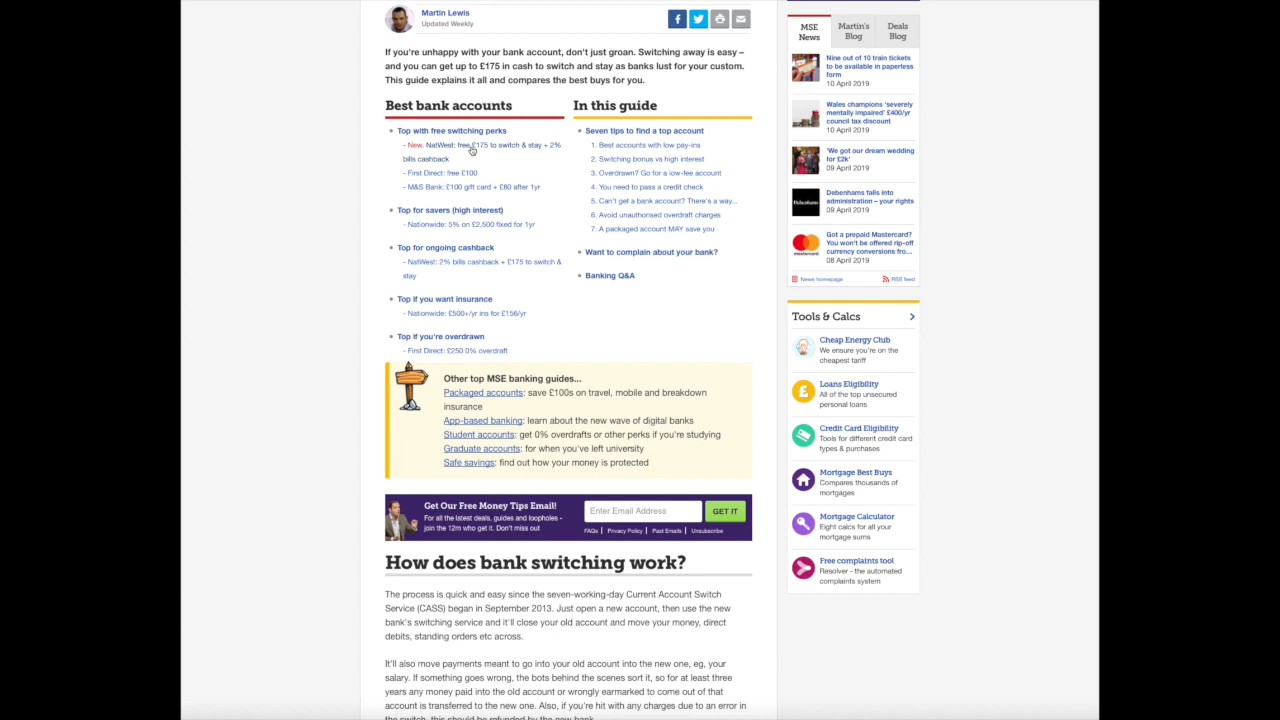 Martin Lewis
Updated Weekly
If you're unhappy with your bank account, don't just groan. Switching away is easy –
and you can get up to £175 in cash to switch and stay as banks lust for your custom.
This guide explains it all and compares the best buys for you.
Best bank accounts
Top with free switching perks
- New. NatWest: free £175 to switch & stay + 2%
bills cashback
- First Direct: free £100
- M&S Bank: £100 gift card + £80 after 1yr
Top for savers (high interest)
- Nationwide: 5% on £2,500 fixed for 1yr
Top for ongoing cashback
- NatWest: 2% bills cashback + £175 to switch &
stay
Top if you want insurance
- Nationwide: £500+/yr ins for £156/yr
Top if you're overdrawn
- First Direct: £250 0% overdraft
In this guide
Seven tips to find a top account
1. Best accounts with low pay-ins
2. Switching bonus vs high interest
3. Overdrawn? Go for a low-fee account
4. You need to pass a credit check
5. Can't get a bank account? There's a way...
6. Avoid unauthorised overdraft charges
7. A packaged account MAY save you
Want to complain about your bank?
Banking Q&A
Other top MSE banking guides...
Packaged accounts: save £100s on travel, mobile and breakdown
insurance
App-based banking: learn about the new wave of digital banks
Student accounts: get 0% overdrafts or other perks if you're studying
Graduate accounts: for when you've left university
Safe savings: find out how your money is protected
Get Our Free Money Tips Email!
For all the latest deals, guides and loopholes -
join the 12m who get it. Don't miss out
Enter Email Address
GET IT
FAQs | Privacy Policy | Past Emails | Unsubscribe
How does bank switching work?
The process is quick and easy since the seven-working-day Current Account Switch
Service (CASS) began in September 2013. Just open a new account, then use the new
bank's switching service and it'll close your old account and move your money, direct
debits, standing orders etc across.
It'll also move payments meant to go into your old account into the new one, eg, your
salary. If something goes wrong, the bots behind the scenes sort it, so for at least three
years any money paid into the old account or wrongly earmarked to come out of that
account is transferred to the new one. Also, if you're hit with any charges due to an error in
the switch, this should be refunded by the new bank.
MSE
News
Martin's
Blog
Deals
Blog
Nine out of 10 train tickets
to be available in paperless
form
10 April 2019
Wales champions 'severely
mentally impaired' £400/yr
council tax discount
10 April 2019
'We got our dream wedding
for £2k'
09 April 2019
Debenhams
Debenhams falls into
administration – your rights
09 April 2019
mastercard
Got a prepaid Mastercard?
You won't be offered rip-off
currency conversions fro...
08 April 2019
News homepage
RSS feed
Tools & Calcs
Cheap Energy Club
We ensure you're on the
cheapest tariff
Loans Eligibility
All of the top unsecured
personal loans
Credit Card Eligibility
Tools for different credit card
types & purchases
Mortgage Best Buys
Compares thousands of
mortgages
Mortgage Calculator
Eight calcs for all your
mortgage sums
Free complaints tool
Resolver - the automated
complaints system